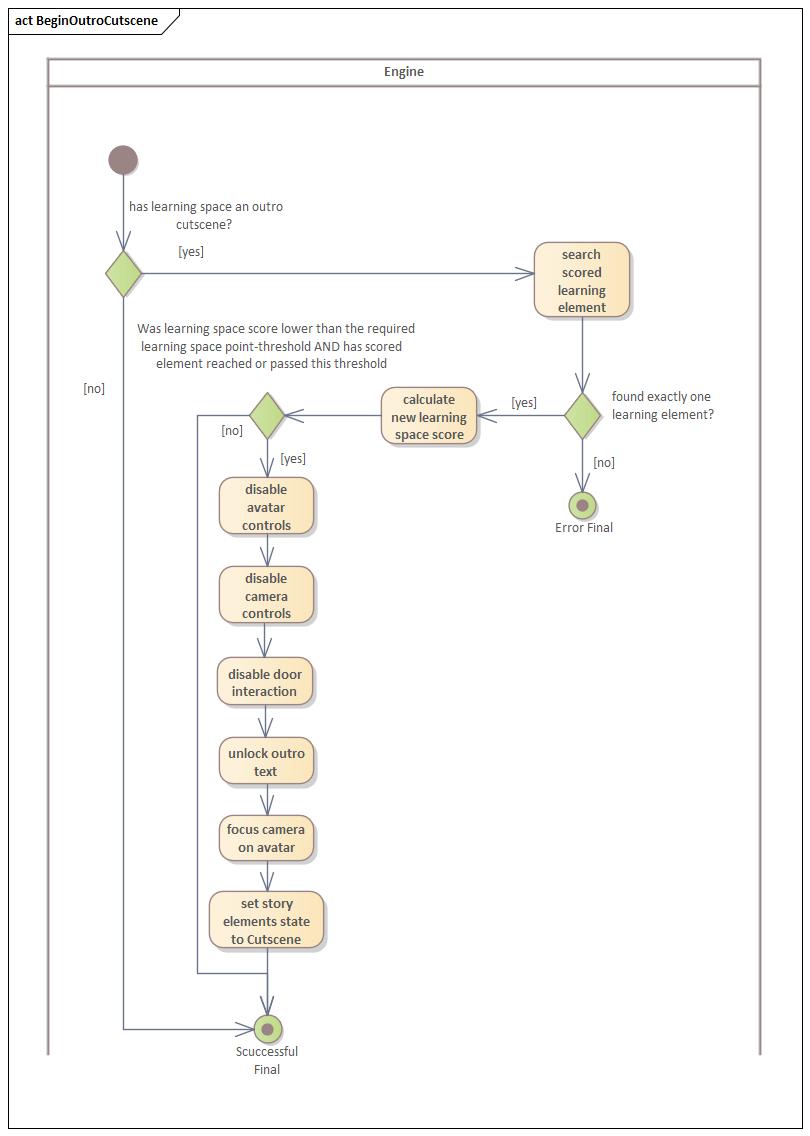 act BeginOutroCutscene
Engine
has learning space an outro
cutscene?
[yes]
search
scored
learning
element
Was learning space score lower than the required
learning space point-threshold AND has scored
element reached or passed this threshold
[no]
calculate
new learning
space score
[yes]
found exactly one
learning element?
[no]
[yes]
[no]
Error Final
disable
avatar
controls
disable
camera
controls
disable door
interaction
unlock outro
text
focus camera
on avatar
set story
elements state
to Cutscene
Scuccessful
Final